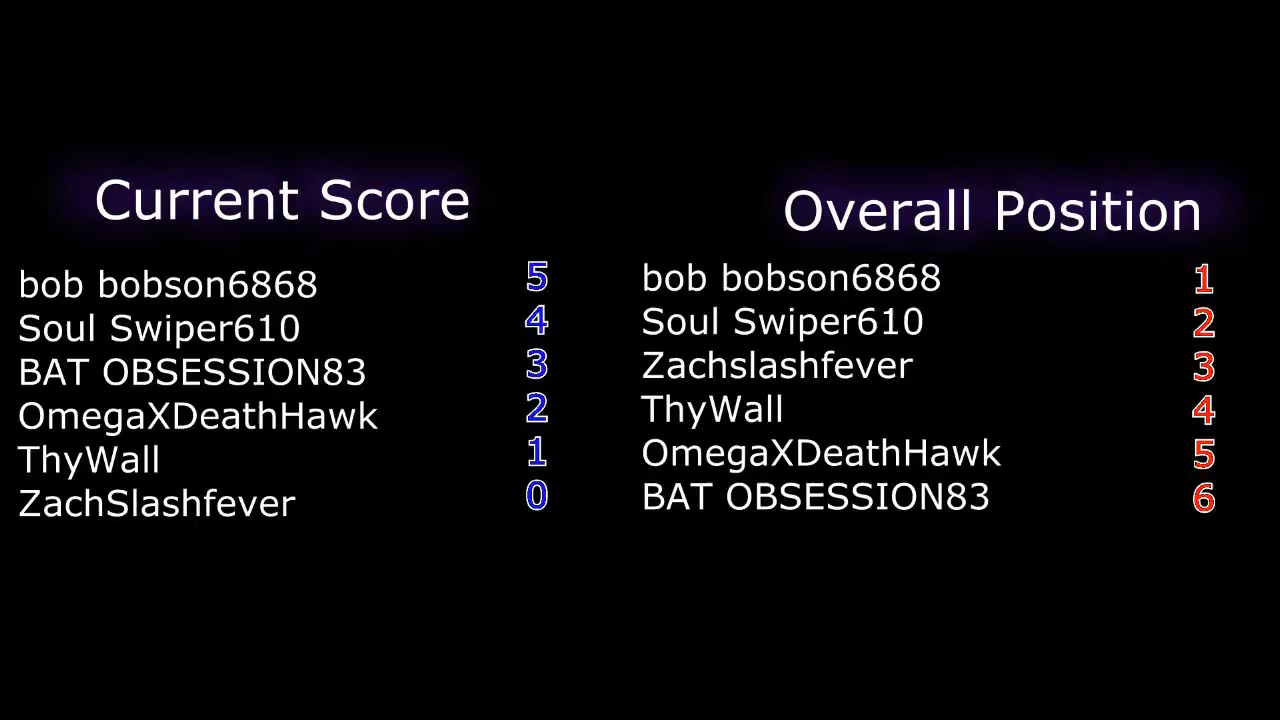 Current Score
bob bobson6868 5
Soul Swiper610 4
BAT OBSESSION83 3
OmegaXDeathHawk 2
ThyWall 1
ZachSlashfever 0
Overall Position
bob bobson6868 1
Soul Swiper610 2
Zachslashfever 3
ThyWall 4
OmegaXDeathHawk 5
BAT OBSESSION83 6